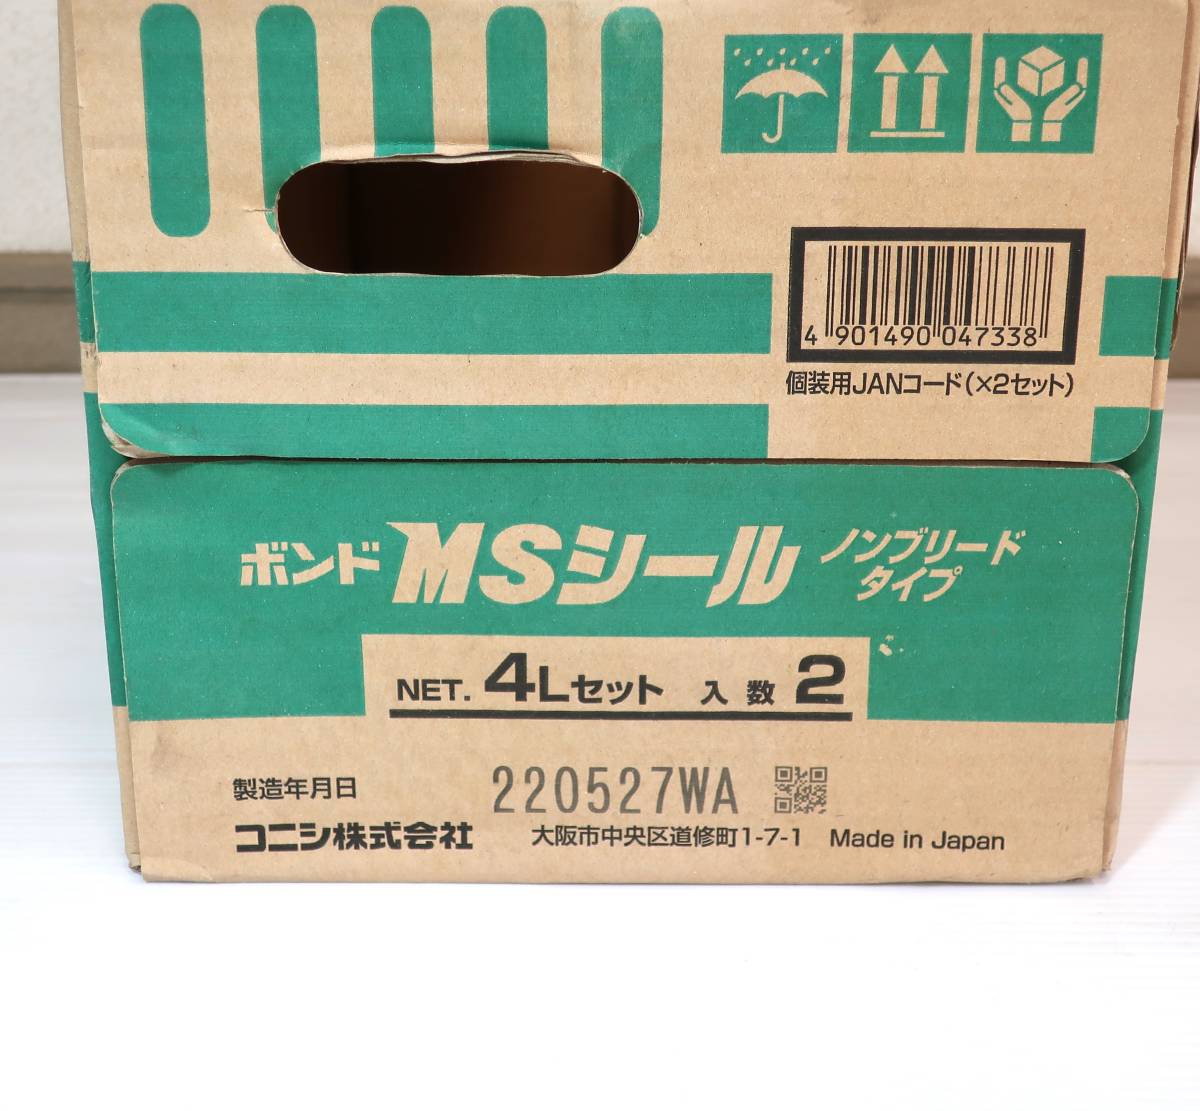 4 901490 047338
個装用JANコード(×2セット)
ボンド MSシール ノンブリード
タイプ
NET. 4Lセット 入数 2
製造年月日 220527WA
コニシ株式会社 大阪市中央区道修町1-7-1 Made in Japan